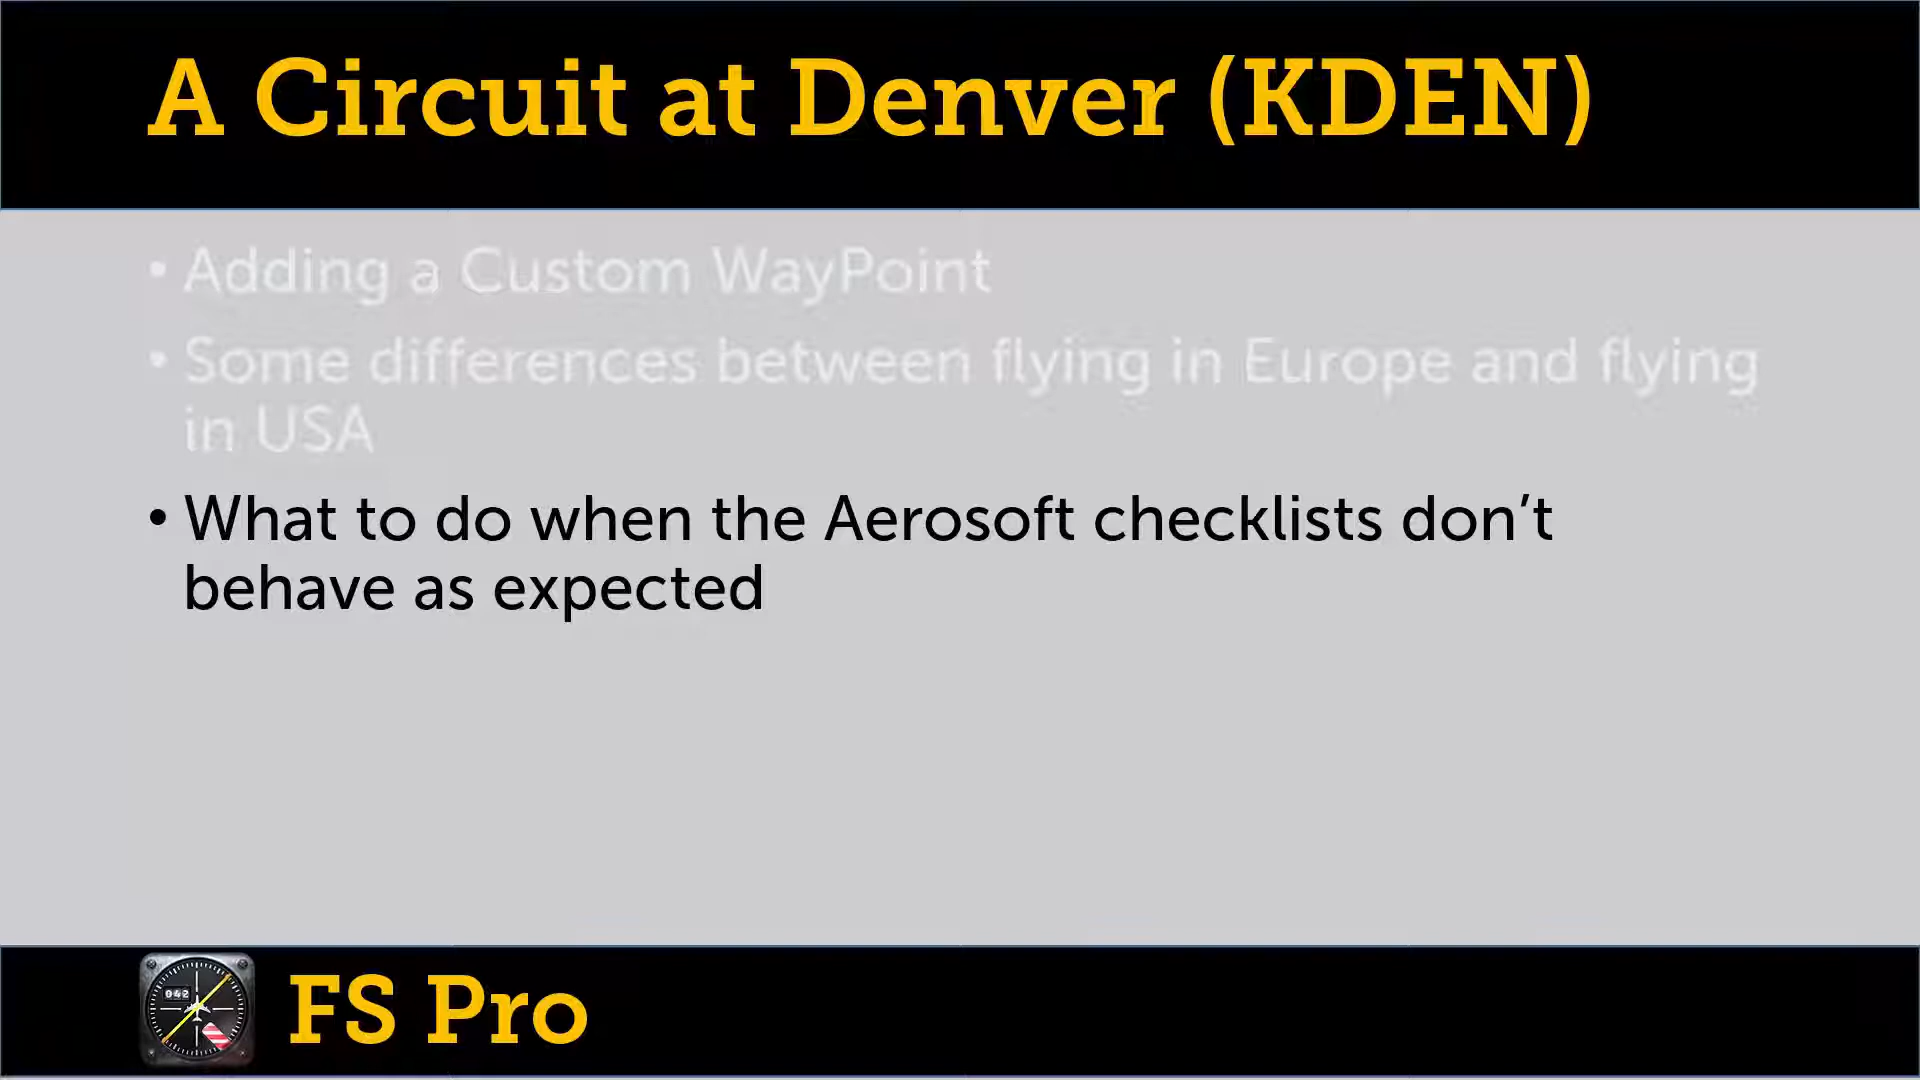 A Circuit at Denver (KDEN)
• Adding a Custom WayPoint
• Some differences between flying in Europe and flying
in USA
• What to do when the Aerosoft checklists don’t
behave as expected
042
FS Pro